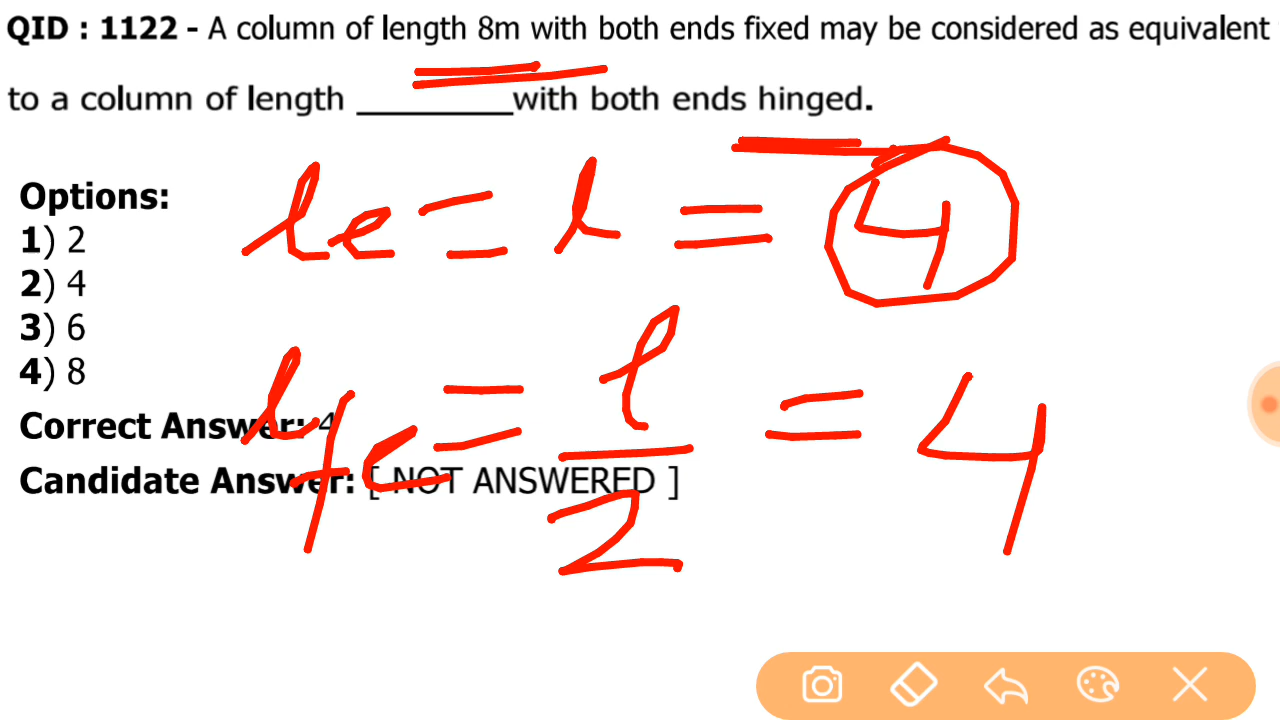 QID : 1122 - A column of length 8m with both ends fixed may be considered as equivalent
to a column of length _________with both ends hinged.
le = l = 4
Options:
1) 2
2) 4
3) 6
4) 8
Correct Answer: 4
Candidate Answer: [ NOT ANSWERED ]
l
= — = 4
2